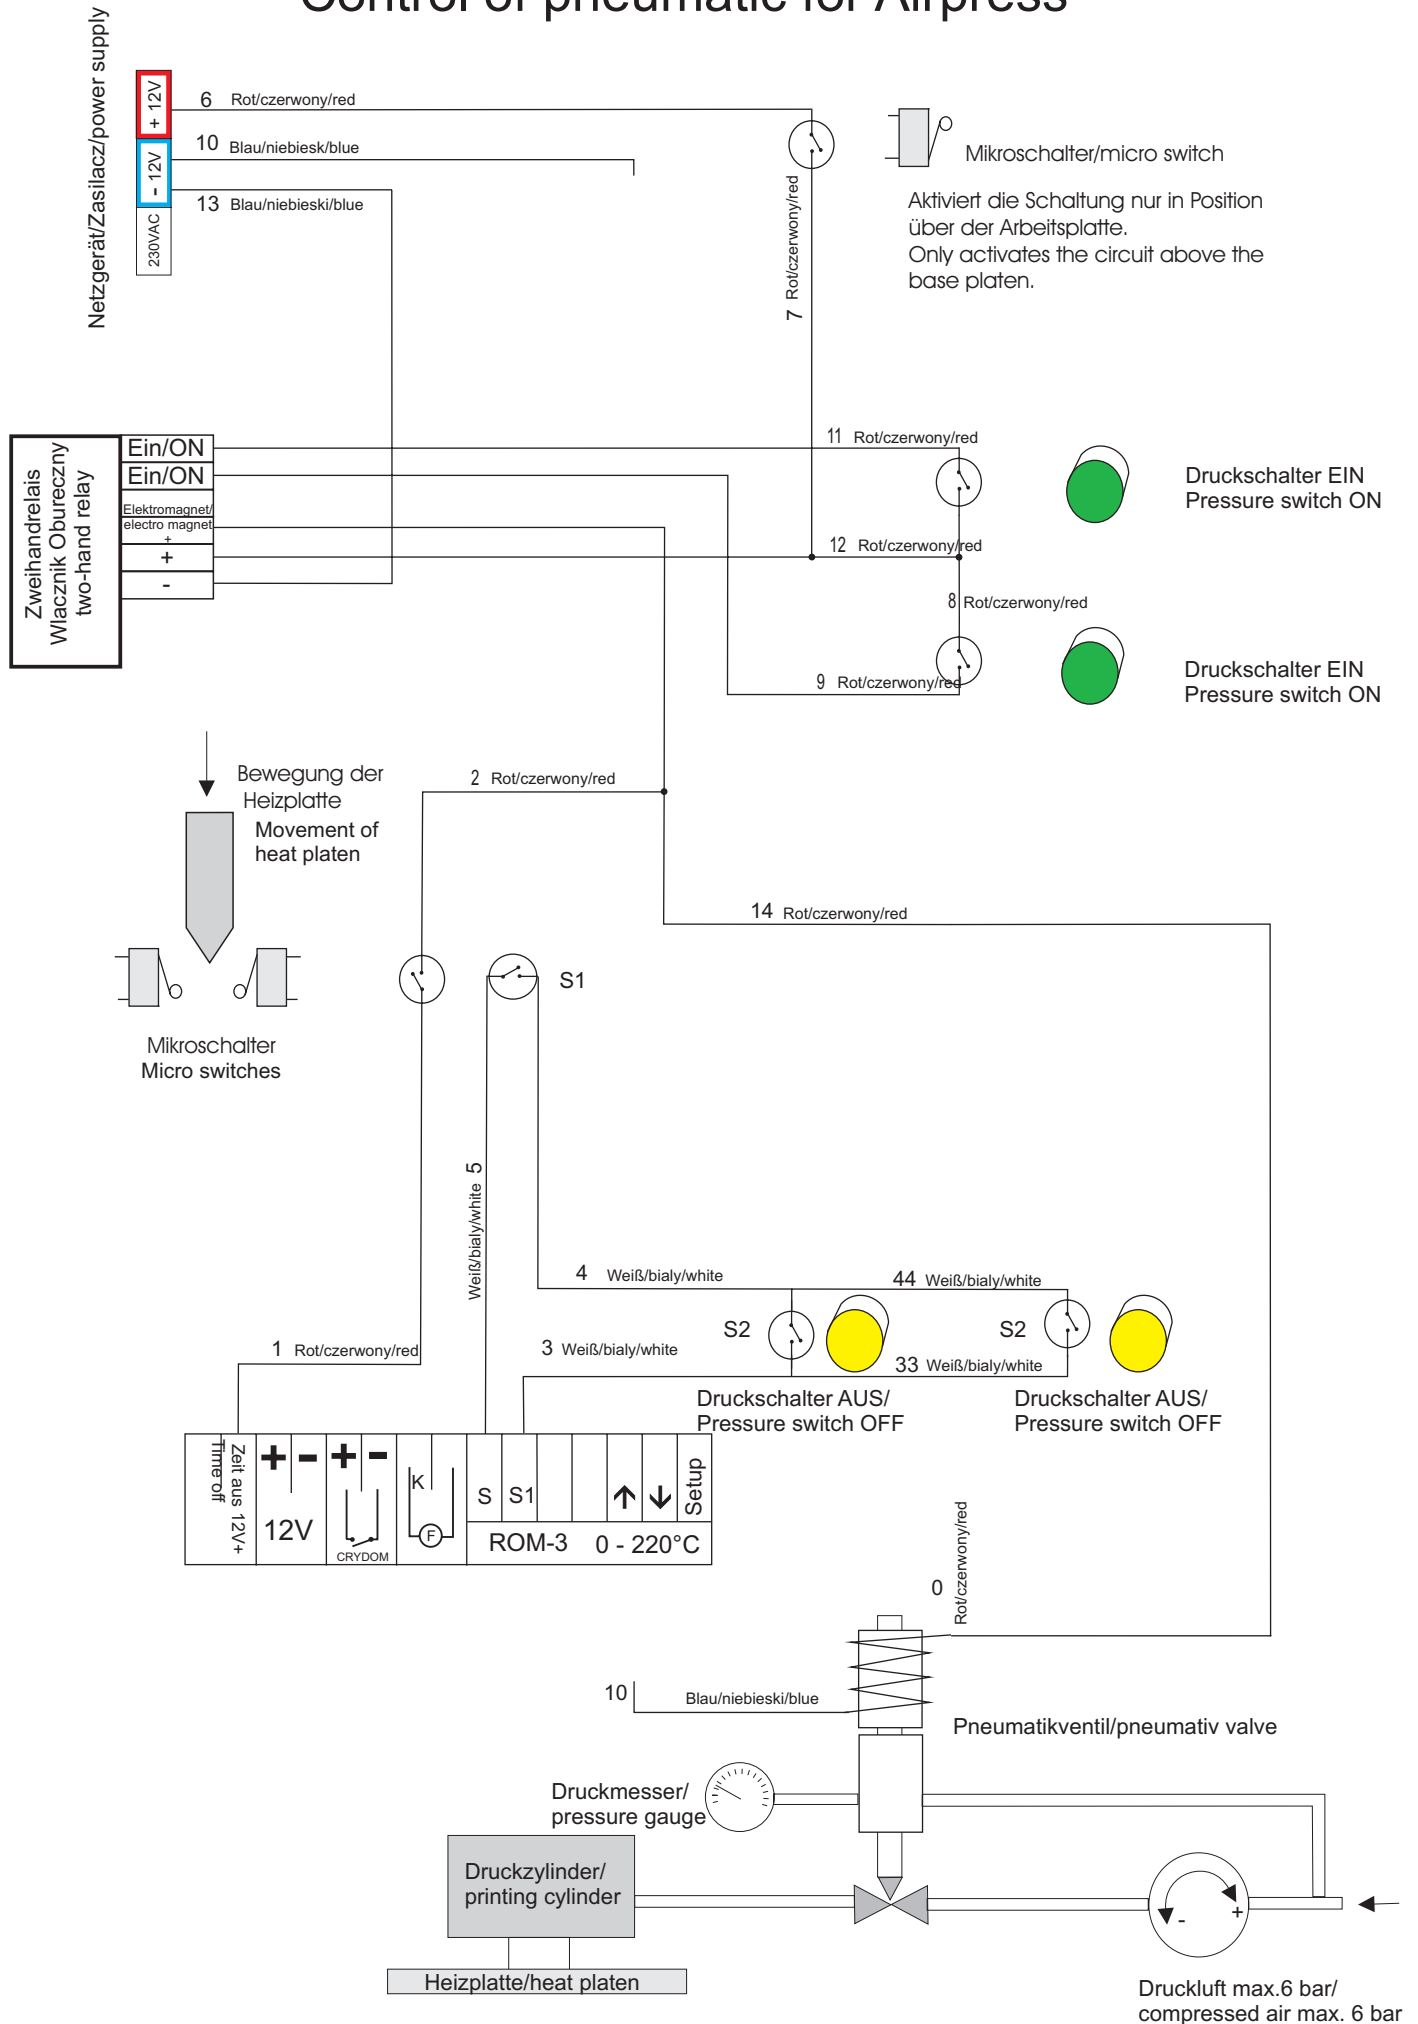 Control of pneumatic for Airpress
Netzgerät/Zasilacz/power supply
+ 12V
- 12V
230VAC
6 Rot/czerwony/red
10 Blau/niebiesk/blue
13 Blau/niebieski/blue
7 Rot/czerwony/red
Mikroschalter/micro switch
Aktiviert die Schaltung nur in Position
über der Arbeitsplatte.
Only activates the circuit above the
base platen.
Zweihandrelais
Wlacznik Obureczny
two-hand relay
Ein/ON
Ein/ON
Elektromagnet/
electro magnet
+
+
-
11 Rot/czerwony/red
12 Rot/czerwony/red
8 Rot/czerwony/red
9 Rot/czerwony/red
Druckschalter EIN
Pressure switch ON
Druckschalter EIN
Pressure switch ON
Bewegung der
Heizplatte
Movement of
heat platen
2 Rot/czerwony/red
14 Rot/czerwony/red
S1
Mikroschalter
Micro switches
Weiß/bialy/white 5
4 Weiß/bialy/white
44 Weiß/bialy/white
S2
S2
1 Rot/czerwony/red
3 Weiß/bialy/white
33 Weiß/bialy/white
Druckschalter AUS/
Pressure switch OFF
Druckschalter AUS/
Pressure switch OFF
Zeit aus 12V+
Time off
+ -
12V
+ -
CRYDOM
K
F
S
S1
↑
↓
Setup
ROM-3 0 - 220°C
0 Rot/czerwony/red
10 Blau/niebieski/blue
Pneumatikventil/pneumativ valve
Druckmesser/
pressure gauge
Druckzylinder/
printing cylinder
- +
Heizplatte/heat platen
Druckluft max.6 bar/
compressed air max. 6 bar